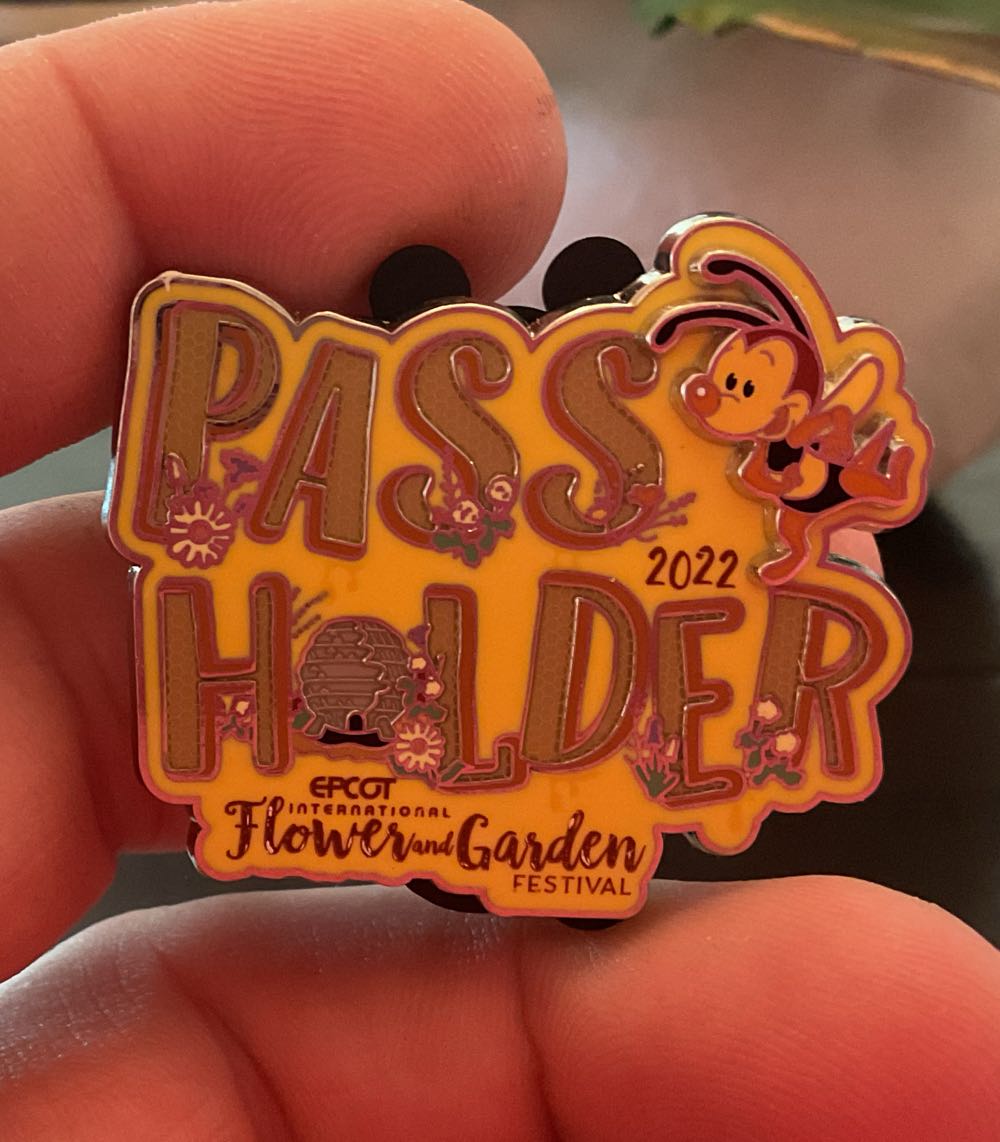 PASS
2022
HOLDER
EPCOT
INTERNATIONAL
Flower and Garden
FESTIVAL